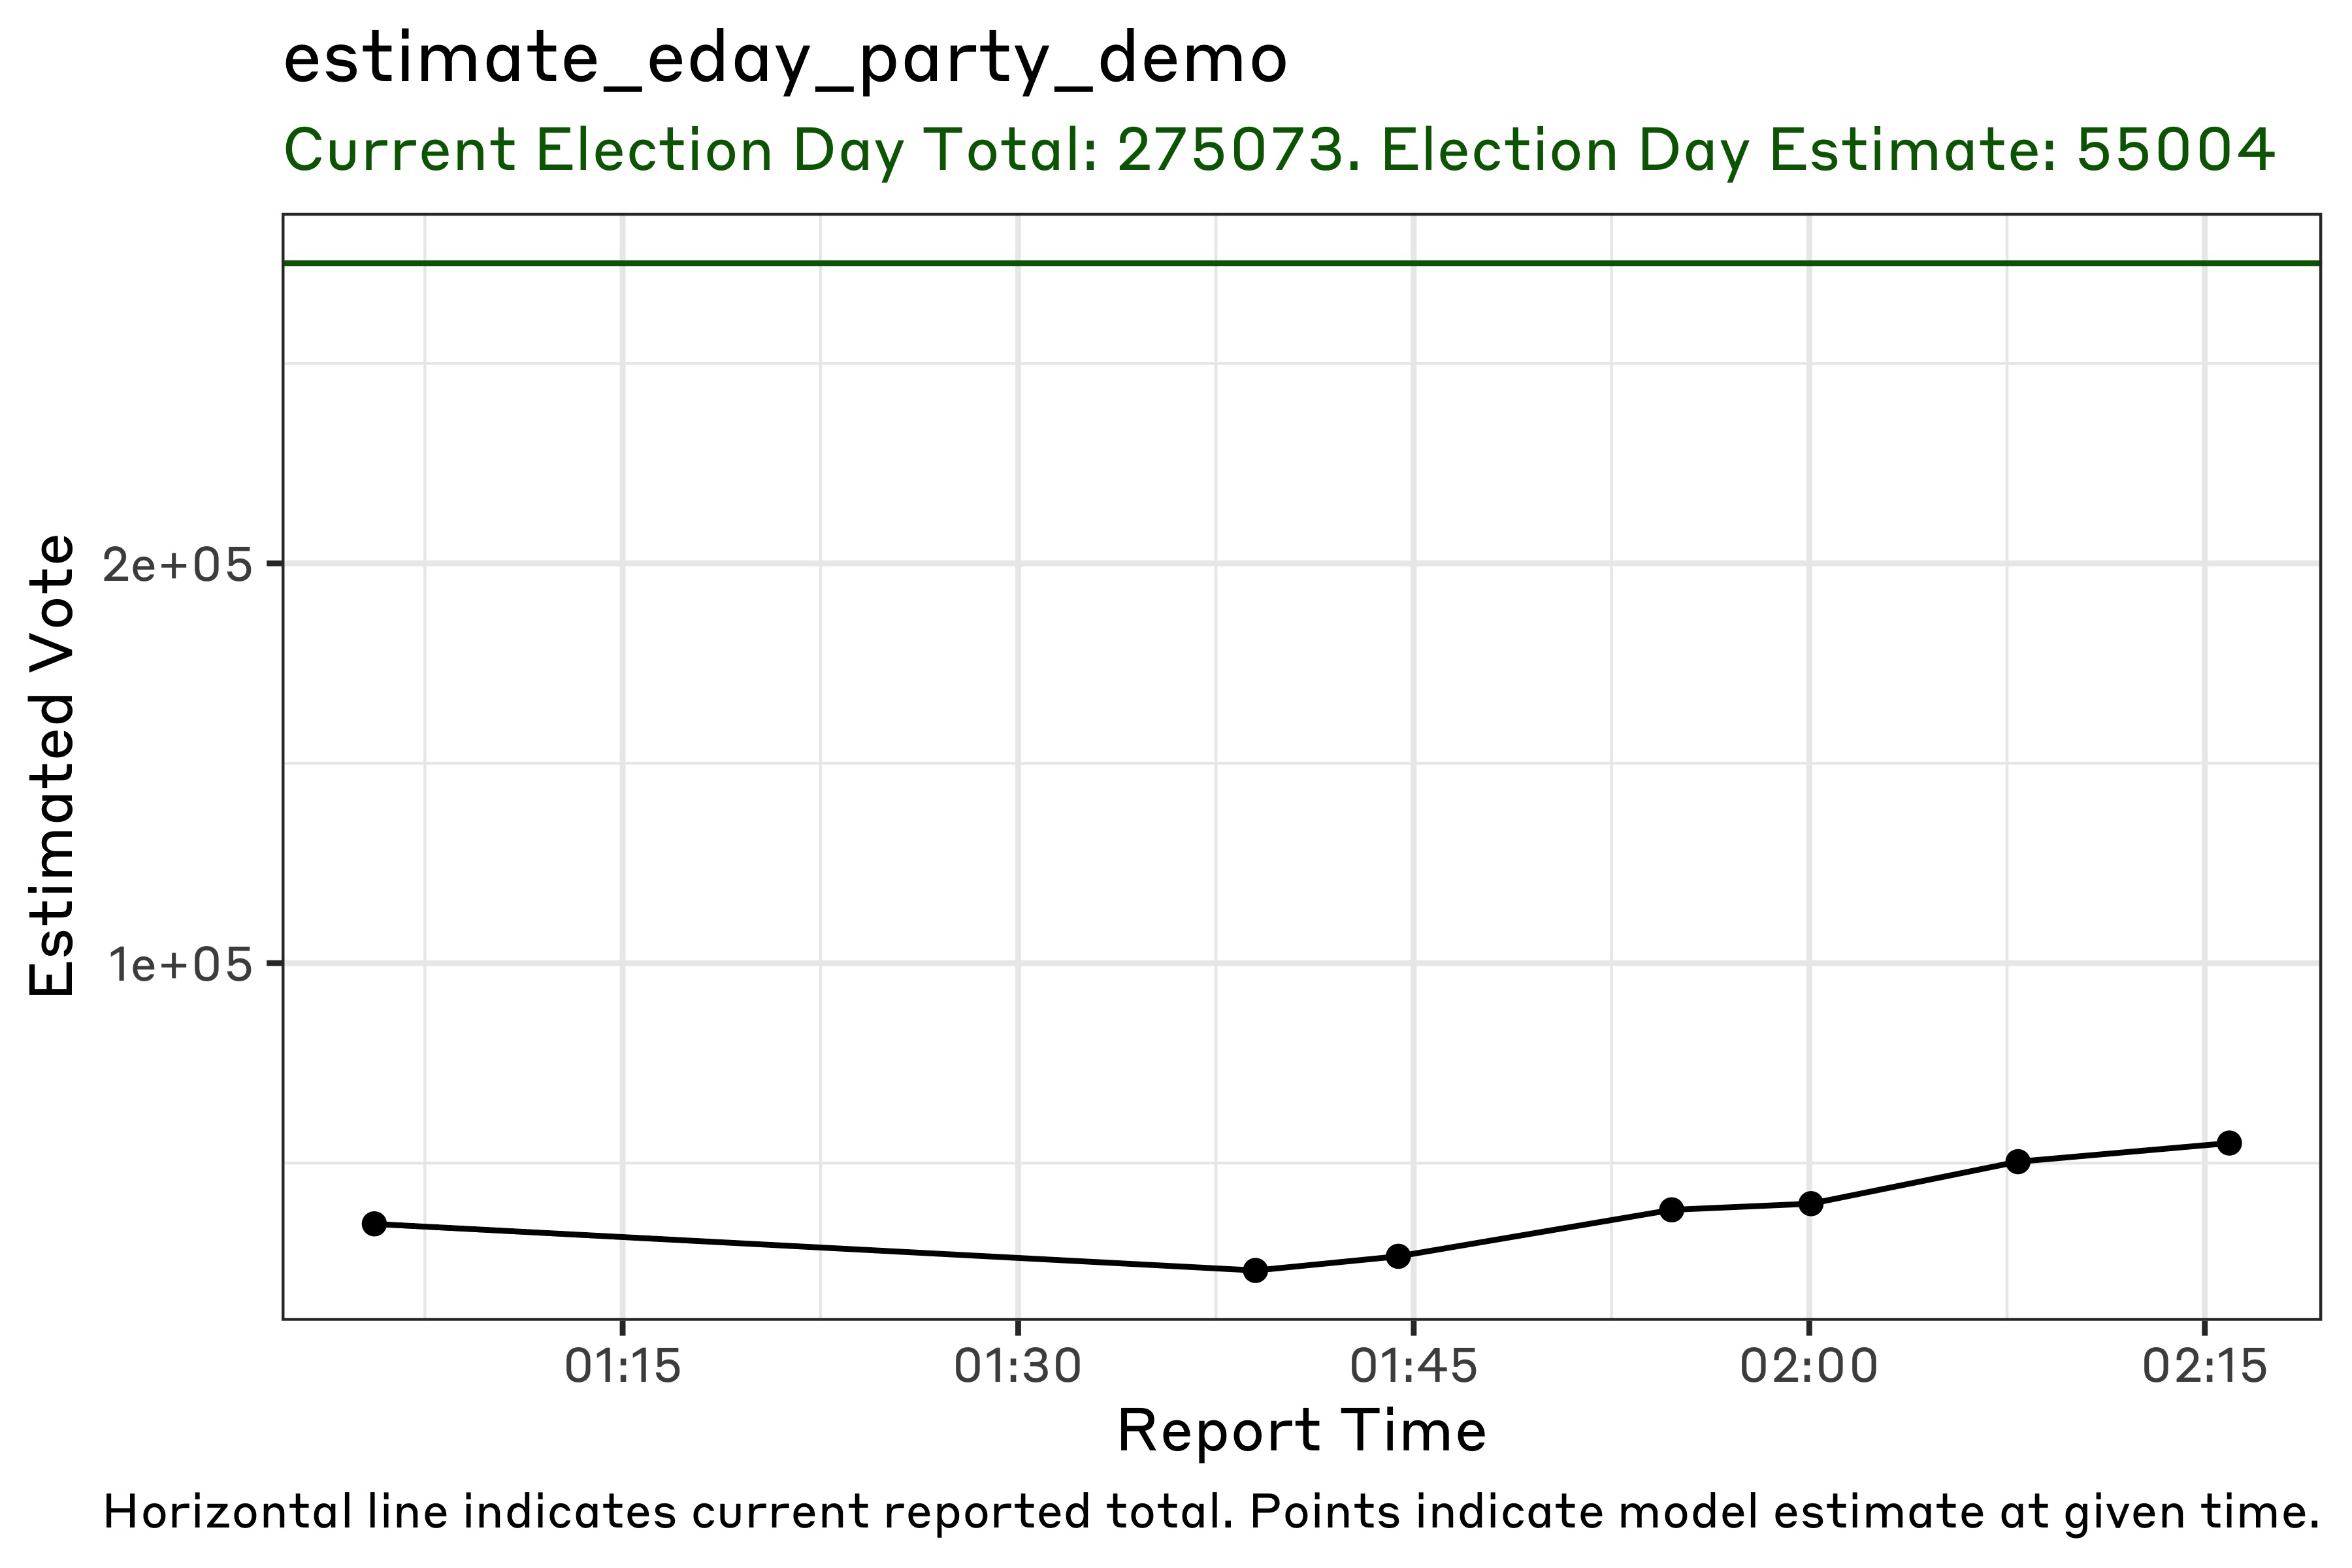 estimate_eday_party_demo
Current Election Day Total: 275073. Election Day Estimate: 55004
Estimated Vote
2e+05
1e+05
01:15 01:30 01:45 02:00 02:15
Report Time
Horizontal line indicates current reported total. Points indicate model estimate at given time.